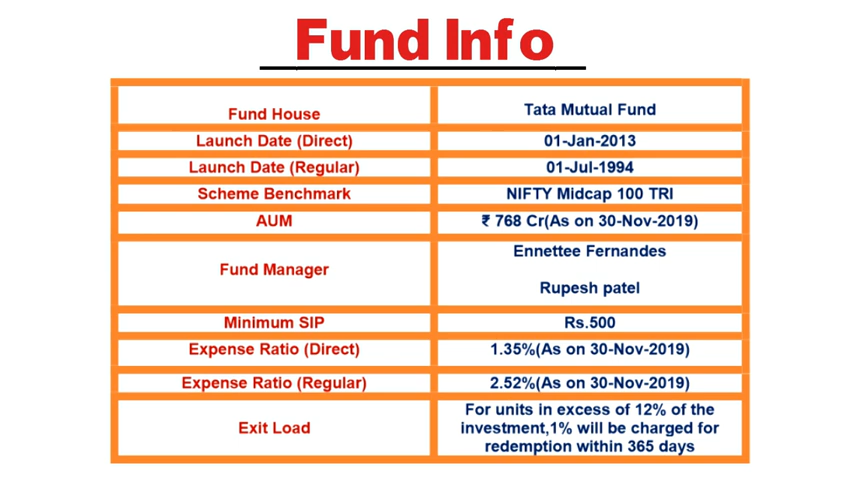 Fund Info
Fund House
Tata Mutual Fund
Launch Date (Direct)
01-Jan-2013
Launch Date (Regular)
01-Jul-1994
Scheme Benchmark
NIFTY Midcap 100 TRI
AUM
₹ 768 Cr(As on 30-Nov-2019)
Fund Manager
Ennettee Fernandes
Rupesh patel
Minimum SIP
Rs.500
Expense Ratio (Direct)
1.35%(As on 30-Nov-2019)
Expense Ratio (Regular)
2.52%(As on 30-Nov-2019)
Exit Load
For units in excess of 12% of the
investment,1% will be charged for
redemption within 365 days